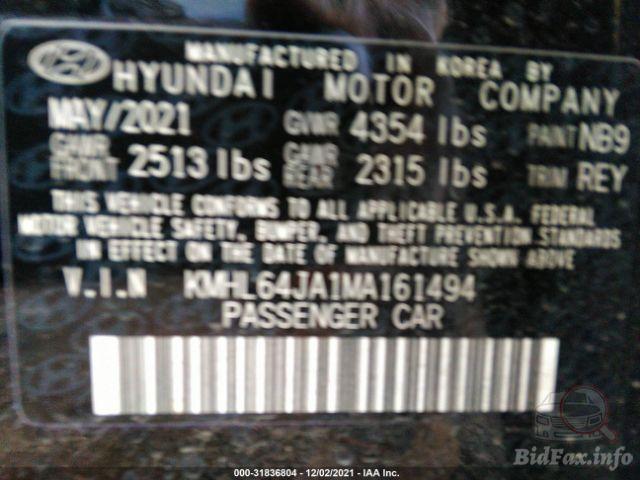 MANUFACTURED IN KOREA BY
HYUNDAI MOTOR COMPANY
MAY/2021 GVWR 4354 lbs PAINT NB9
GAWR FRONT 2513 lbs GAWR REAR 2315 lbs TRIM REY
THIS VEHICLE CONFORMS TO ALL APPLICABLE U.S.A. FEDERAL
MOTOR VEHICLE SAFETY, BUMPER, AND THEFT PREVENTION STANDARDS
IN EFFECT ON THE DATE OF MANUFACTURE SHOWN ABOVE.
V.I.N KMHL64JA1MA161494
PASSENGER CAR
BidFax.info
000-31836804 - 12/02/2021 - IAA Inc.